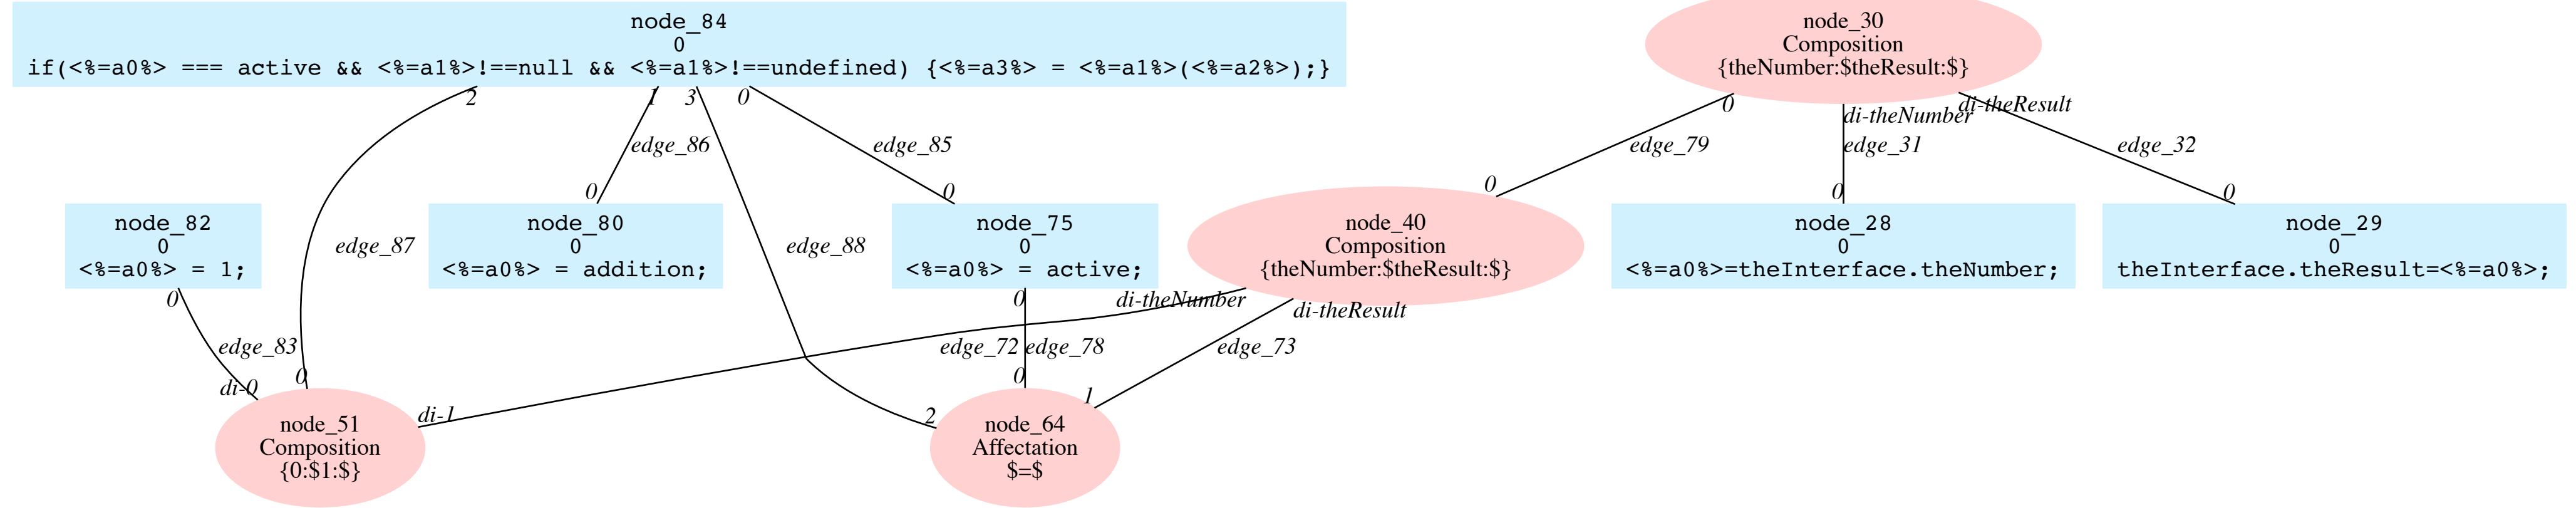 node_84
0
if(<%=a0%> === active && <%=a1%>!==null && <%=a1%>!==undefined) {<%=a3%> = <%=a1%>(<%=a2%>);}
node_30
Composition
{theNumber:$theResult:$}
2
1
3
0
0
di-theNumber
di-theResult
edge_86
edge_85
edge_79
edge_31
edge_32
0
0
0
0
0
node_82
0
<%=a0%> = 1;
edge_87
node_80
0
<%=a0%> = addition;
edge_88
node_75
0
<%=a0%> = active;
node_40
Composition
{theNumber:$theResult:$}
node_28
0
<%=a0%>=theInterface.theNumber;
node_29
0
theInterface.theResult=<%=a0%>;
0
0
di-theNumber
di-theResult
edge_83
edge_72
edge_78
edge_73
di-0
0
0
1
di-1
2
node_51
Composition
{0:$1:$}
node_64
Affectation
$=$